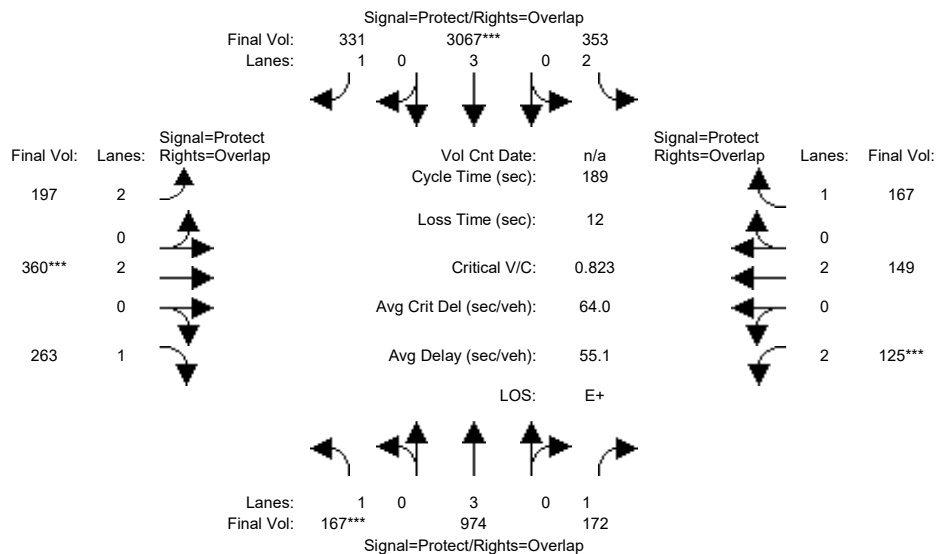 Signal=Protect/Rights=Overlap
Final Vol: 331 3067*** 353
Lanes: 1 0 3 0 2
Signal=Protect
Final Vol: Lanes: Rights=Overlap
Vol Cnt Date: n/a
Signal=Protect
Rights=Overlap Lanes: Final Vol:
Cycle Time (sec): 189
197 2
1 167
Loss Time (sec): 12
0
0
360*** 2
Critical V/C: 0.823
2 149
0
Avg Crit Del (sec/veh): 64.0
0
263 1
Avg Delay (sec/veh): 55.1
2 125***
LOS: E+
Lanes: 1 0 3 0 1
Final Vol: 167*** 974 172
Signal=Protect/Rights=Overlap